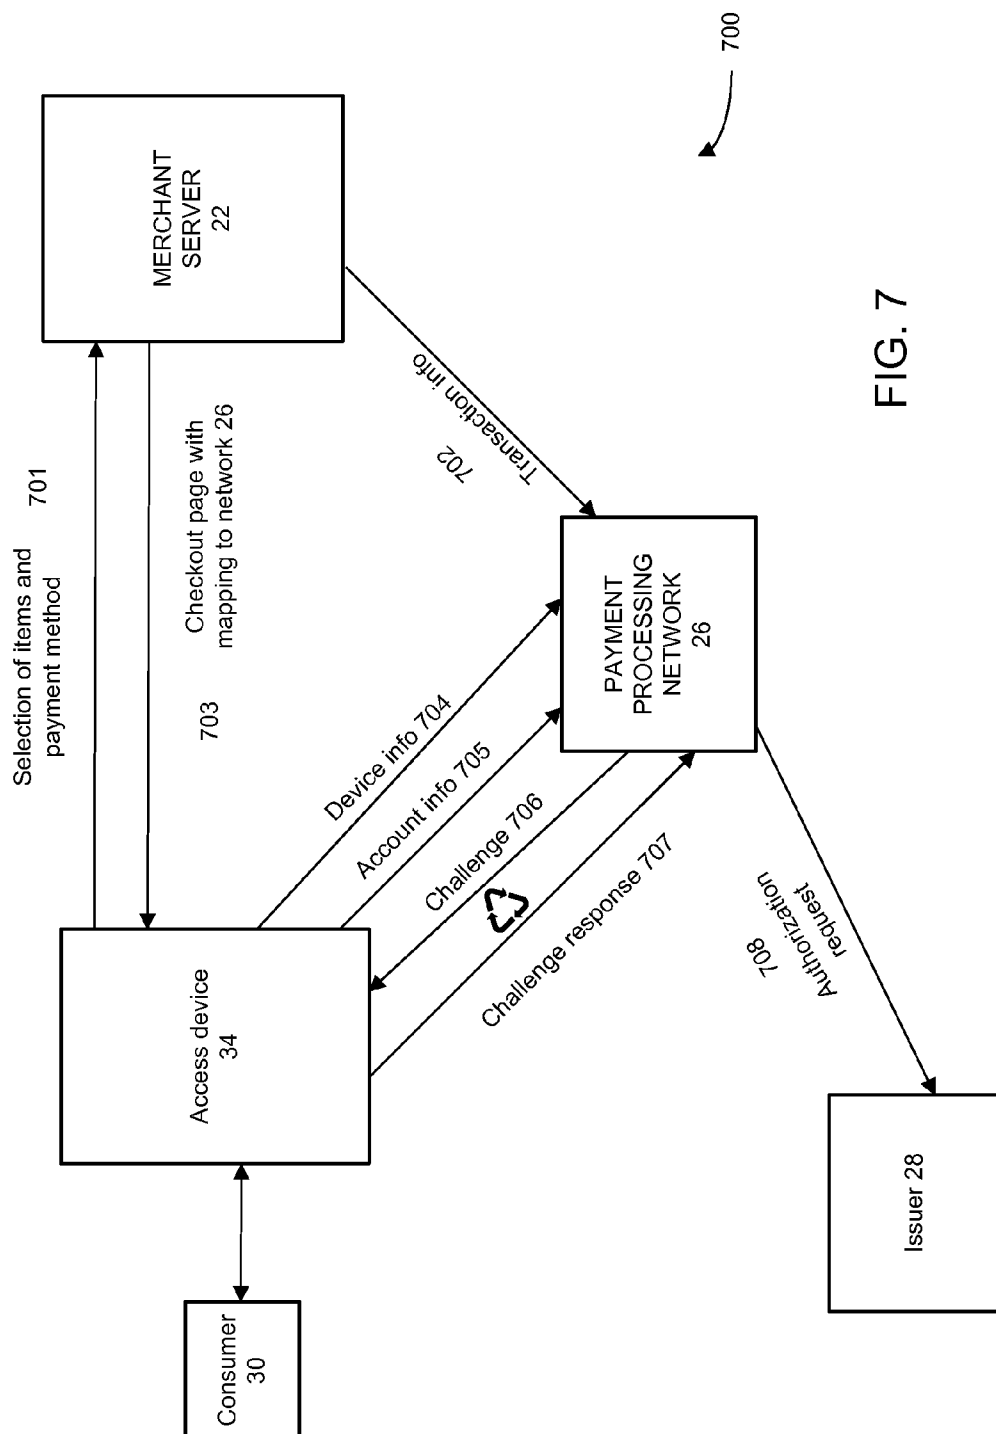 Selection of items and
payment method
701
703
Checkout page with
mapping to network 26
MERCHANT
SERVER
22
700
Consumer
30
Access device
34
Device info 704
Account info 705
Challenge 706
Challenge response 707
702
Transaction info
PAYMENT
PROCESSING
NETWORK
26
708
Authorization
request
Issuer 28
FIG. 7